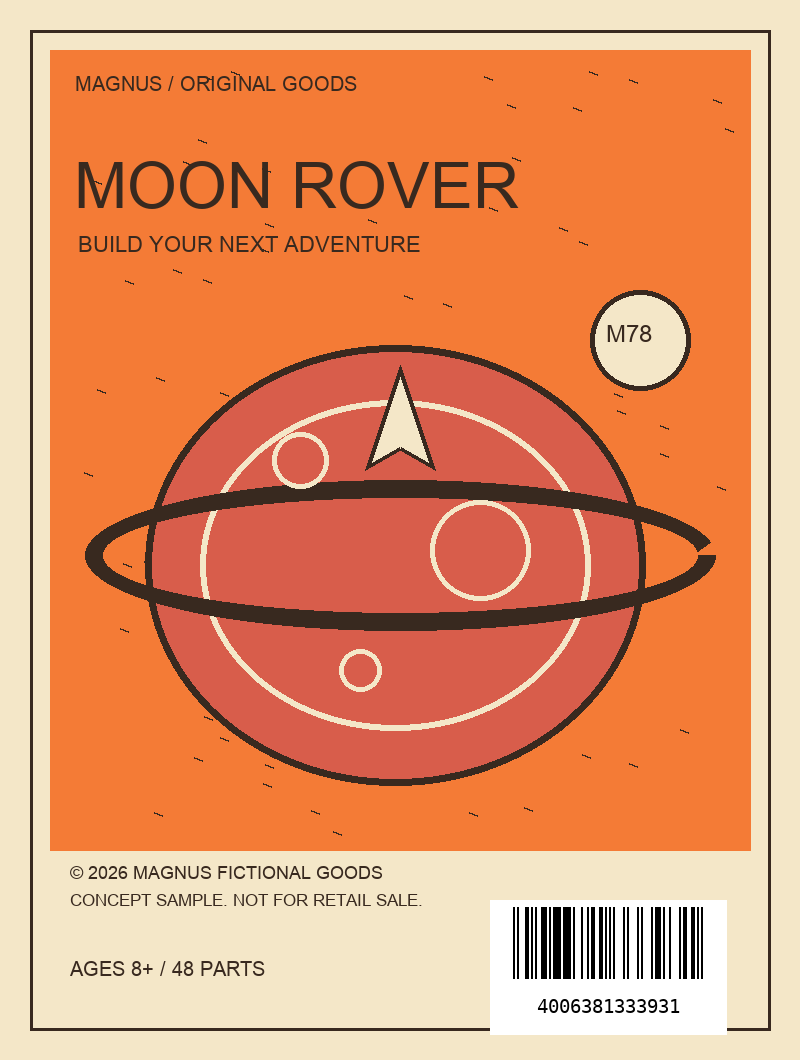 MAGNUS / ORIGINAL GOODS
MOON ROVER
BUILD YOUR NEXT ADVENTURE
M78
© 2026 MAGNUS FICTIONAL GOODS
CONCEPT SAMPLE. NOT FOR RETAIL SALE.
AGES 8+ / 48 PARTS
4006381333931